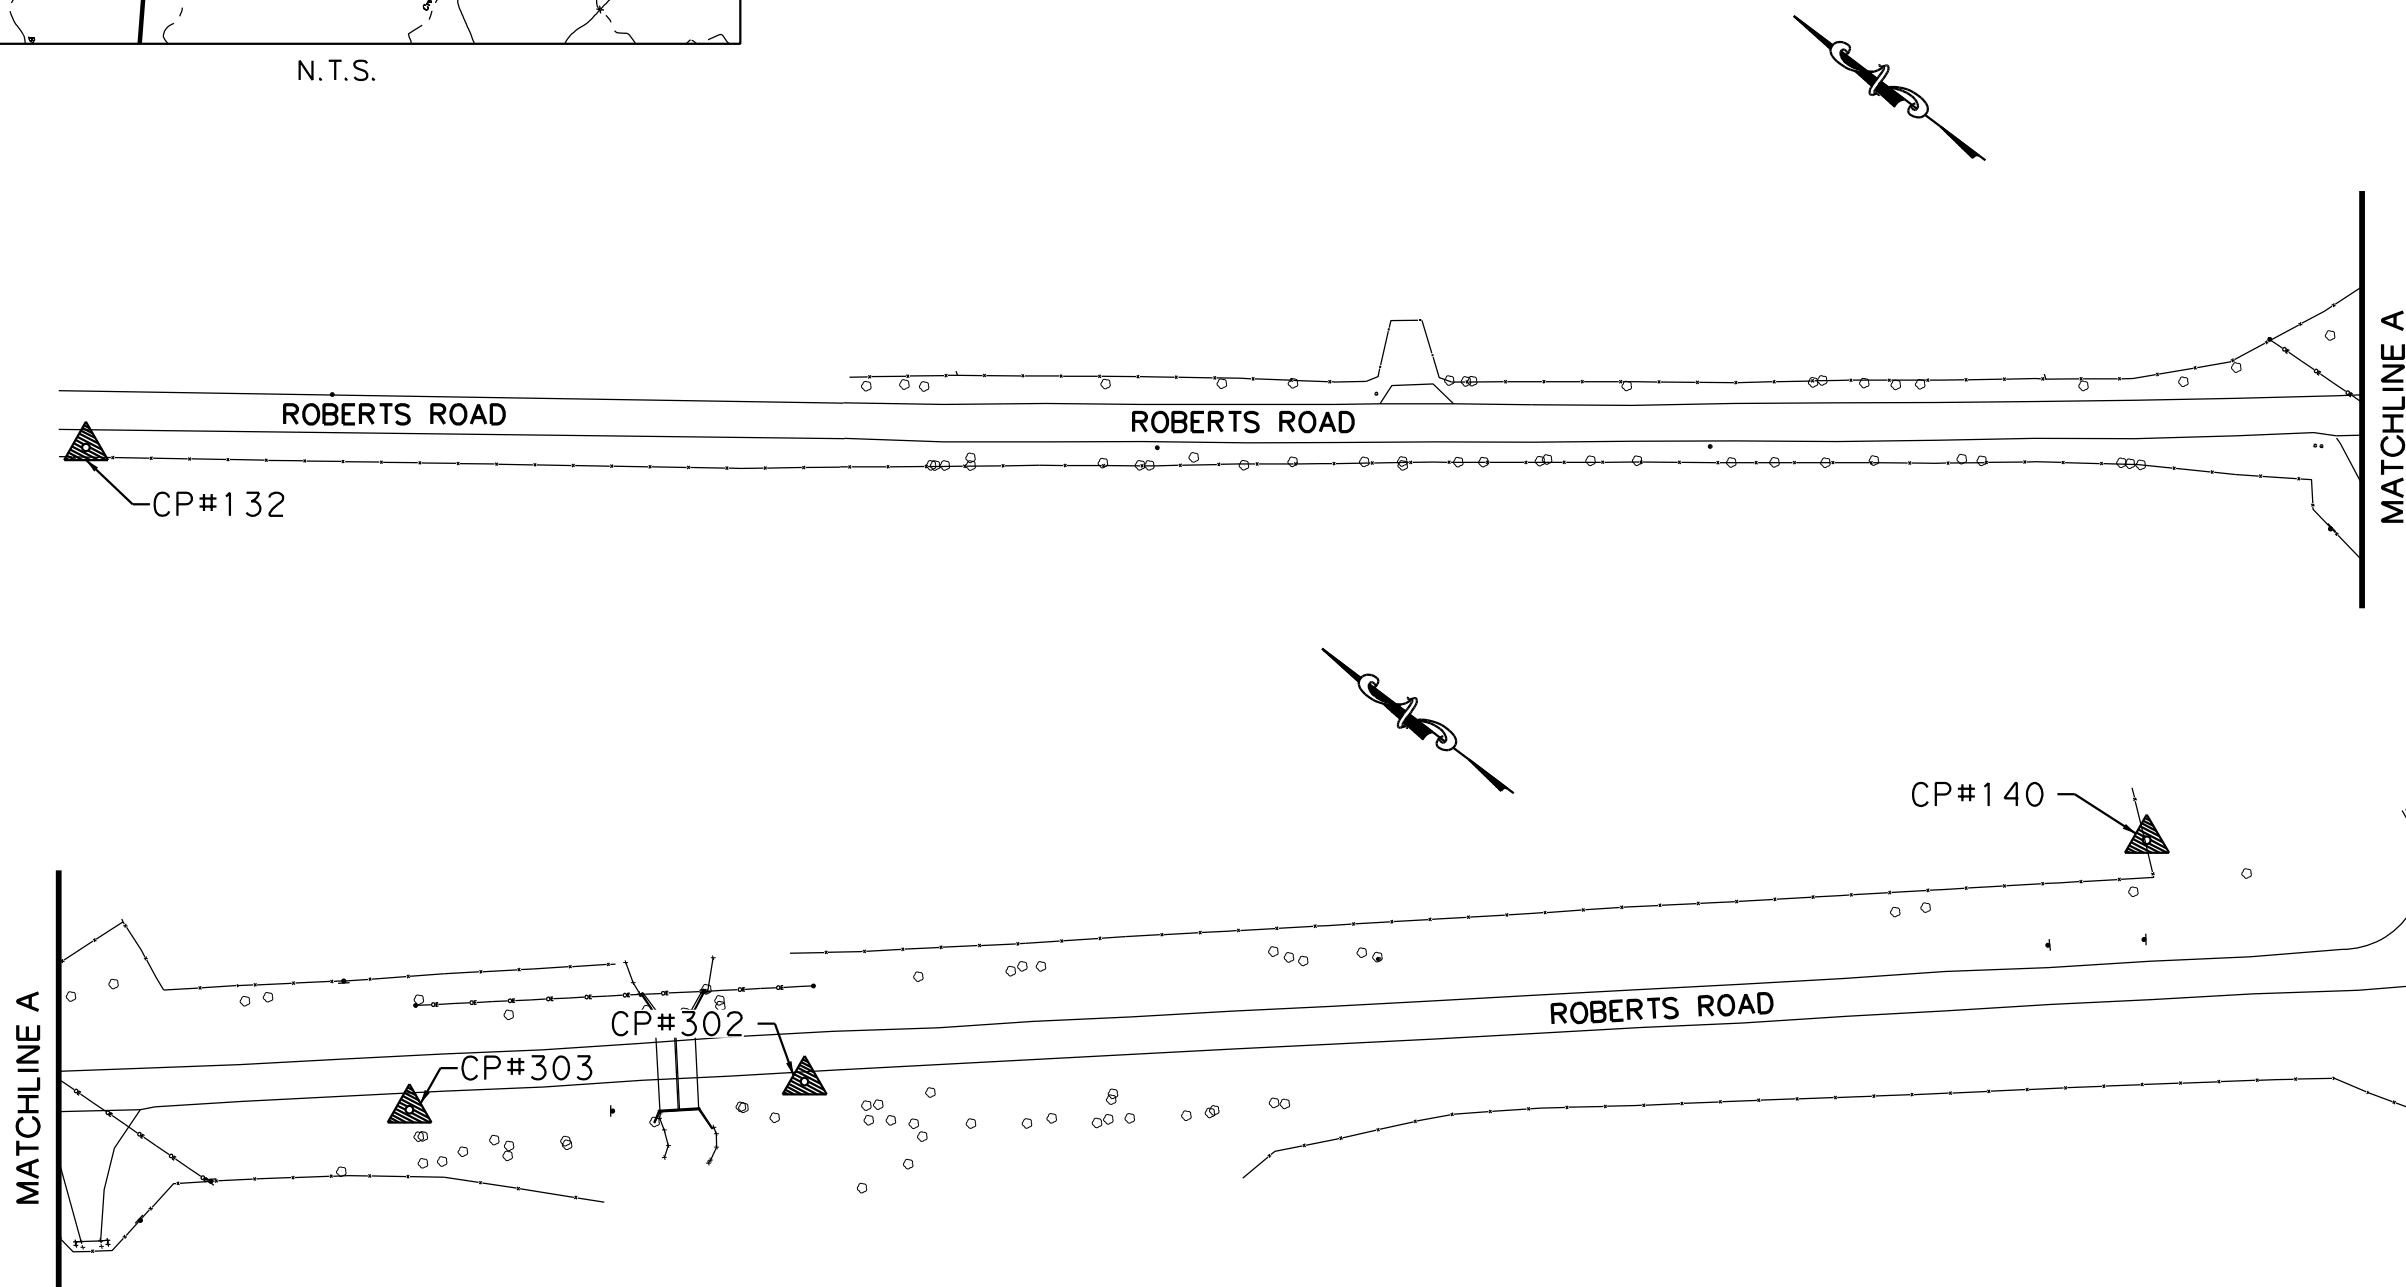 N.T.S.
ROBERTS ROAD
ROBERTS ROAD
MATCHLINE A
CP#132
CP#140
ROBERTS ROAD
CP#302
CP#303
MATCHLINE A